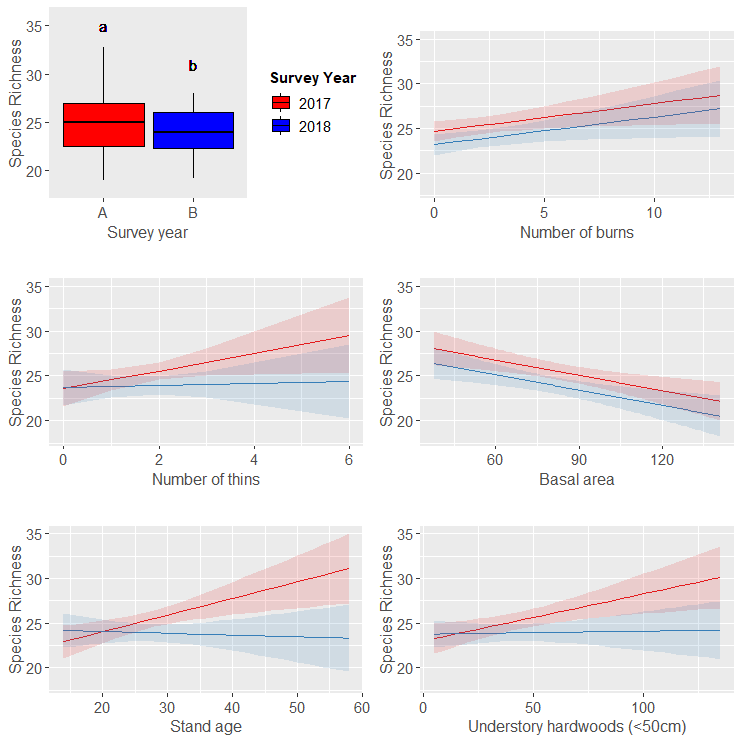 35
30
25
20
Species Richness
a
b
A
B
Survey year
Survey Year
2017
2018
35
30
25
20
Species Richness
0 5 10
Number of burns
35
30
25
20
Species Richness
0 2 4 6
Number of thins
35
30
25
20
Species Richness
60 90 120
Basal area
35
30
25
20
Species Richness
20 30 40 50 60
Stand age
35
30
25
20
Species Richness
0 50 100
Understory hardwoods (<50cm)